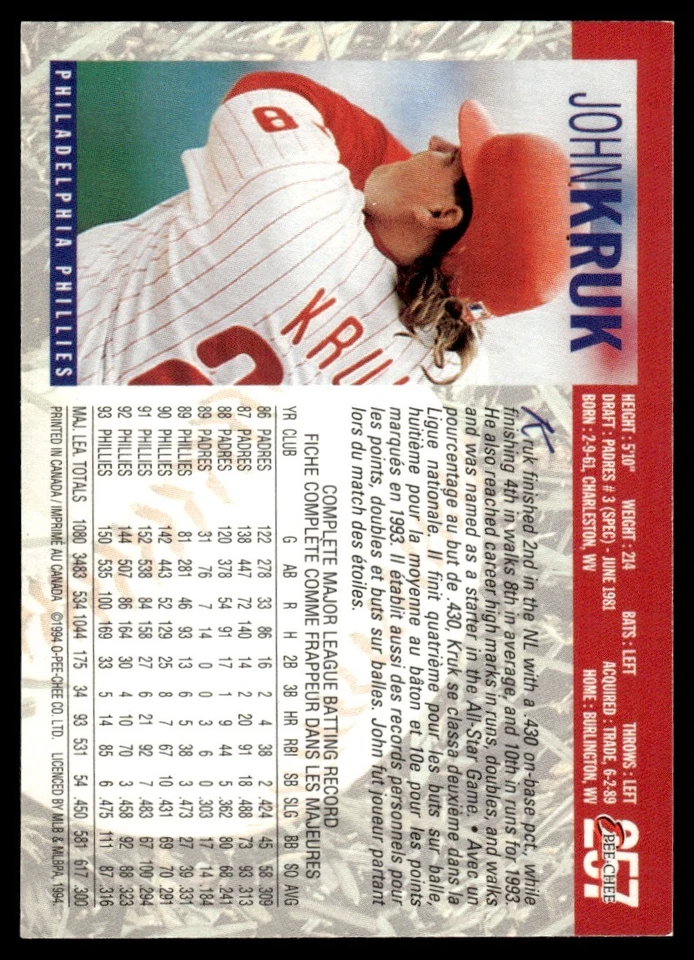 JOHN KRUK
257
O-PEE-CHEE
PHILADELPHIA PHILLIES
8
KRUK
HEIGHT: 5'10" WEIGHT: 214 BATS: LEFT THROWS: LEFT
DRAFT: PADRES # 3 (SPEC) - JUNE 1981 ACQUIRED: TRADE, 6-2-89
BORN: 2-9-61, CHARLESTON, WV HOME: BURLINGTON, WV
Kruk finished 2nd in the NL with a .430 on-base pct, while
finishing 4th in walks 8th in average, and 10th in runs for 1993.
He also reached career high marks in runs, doubles, and walks
and was named as a starter in the All-Star Game. • Avec un
pourcentage au but de .430, Kruk se classa deuxième dans la
Ligue nationale. Il finit quatrième pour les buts sur balle,
huitième pour la moyenne au bâton et 10e pour les points
marqués en 1993. Il établit aussi des records personnels pour
les points, doubles et buts sur balles. John fut joueur partant
lors du match des étoiles.
COMPLETE MAJOR LEAGUE BATTING RECORD
FICHE COMPLÈTE COMME FRAPPEUR DANS LES MAJEURES
YR CLUB G AB R H 2B 3B HR RBI SB SLG BB SO AVG
86 PADRES 122 278 33 86 16 2 4 38 2 .424 45 58 .309
87 PADRES 138 447 72 140 14 2 20 91 18 .488 73 93 .313
88 PADRES 120 378 54 91 17 1 9 44 5 .362 80 68 .241
89 PADRES 31 76 7 14 0 0 3 6 0 .303 17 14 .184
89 PHILLIES 81 281 46 93 13 6 5 38 3 .473 27 39 .331
90 PHILLIES 142 443 52 129 25 8 7 67 10 .431 69 70 .291
91 PHILLIES 152 538 84 158 27 6 21 92 7 .483 67 100 .294
92 PHILLIES 144 507 86 164 30 4 10 70 3 .458 92 88 .323
93 PHILLIES 150 535 100 169 33 5 14 85 6 .475 111 87 .316
MAJ. LEA. TOTALS 1080 3483 534 1044 175 34 93 531 54 .450 581 617 .300
PRINTED IN CANADA / IMPRIMÉ AU CANADA. ©1994 O-PEE-CHEE CO. LTD. LICENCED BY MLB & MLBPA, 1994.